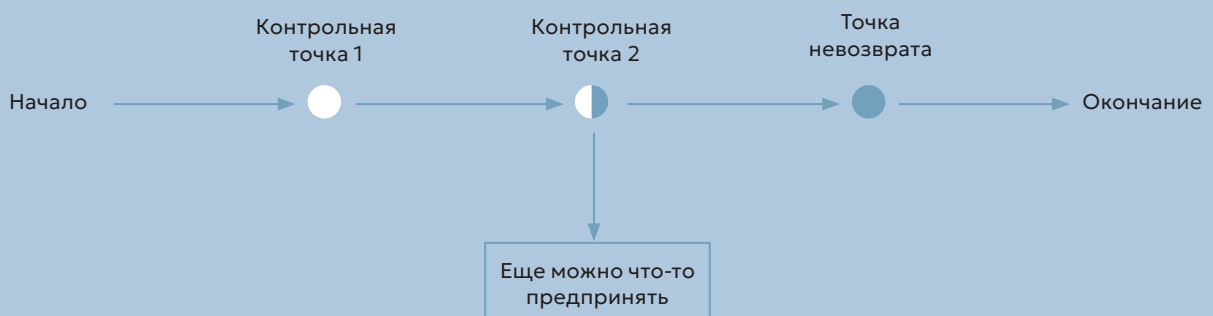 Контрольная
точка 1
Контрольная
точка 2
Точка
невозврата
Начало
Окончание
Еще можно что-то
предпринять